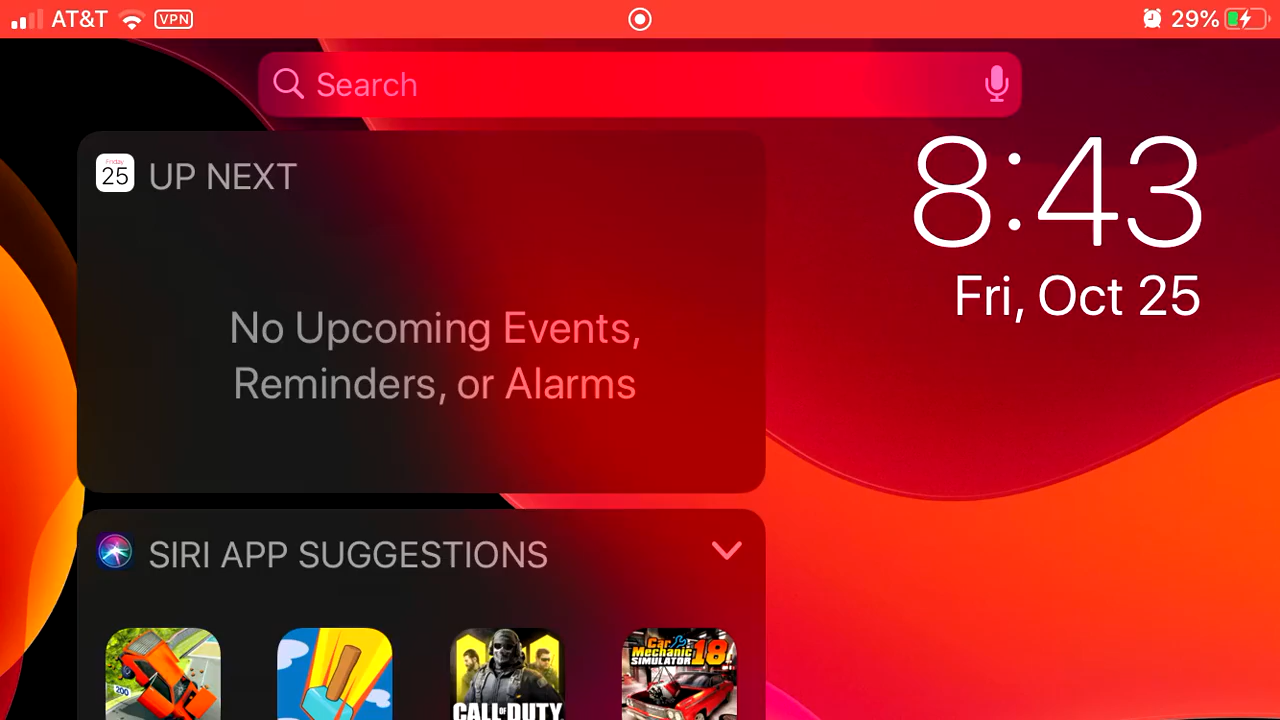 AT&T VPN 29%
Search
Friday
25 UP NEXT
8:43
Fri, Oct 25
No Upcoming Events,
Reminders, or Alarms
SIRI APP SUGGESTIONS
200
Car
Mechanic
SIMULATOR 18
CALL OF DUTY